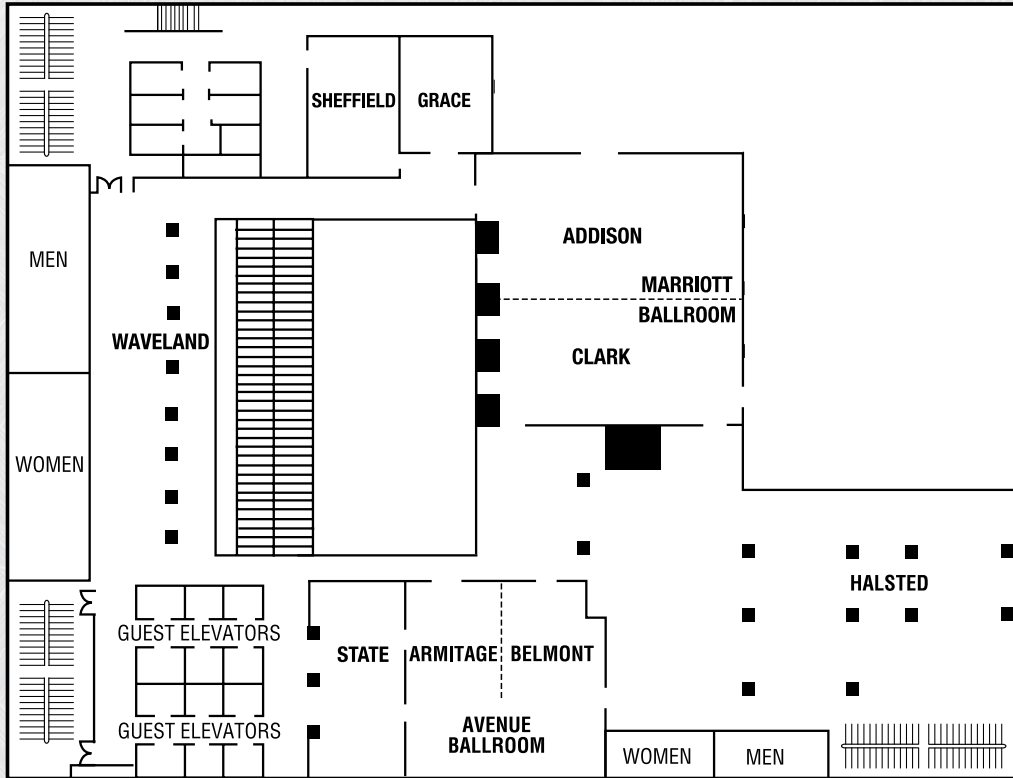 SHEFFIELD
GRACE
ADDISON
MEN
MARRIOTT
BALLROOM
WAVELAND
CLARK
WOMEN
HALSTED
GUEST ELEVATORS
STATE
ARMITAGE
BELMONT
GUEST ELEVATORS
AVENUE
BALLROOM
WOMEN
MEN